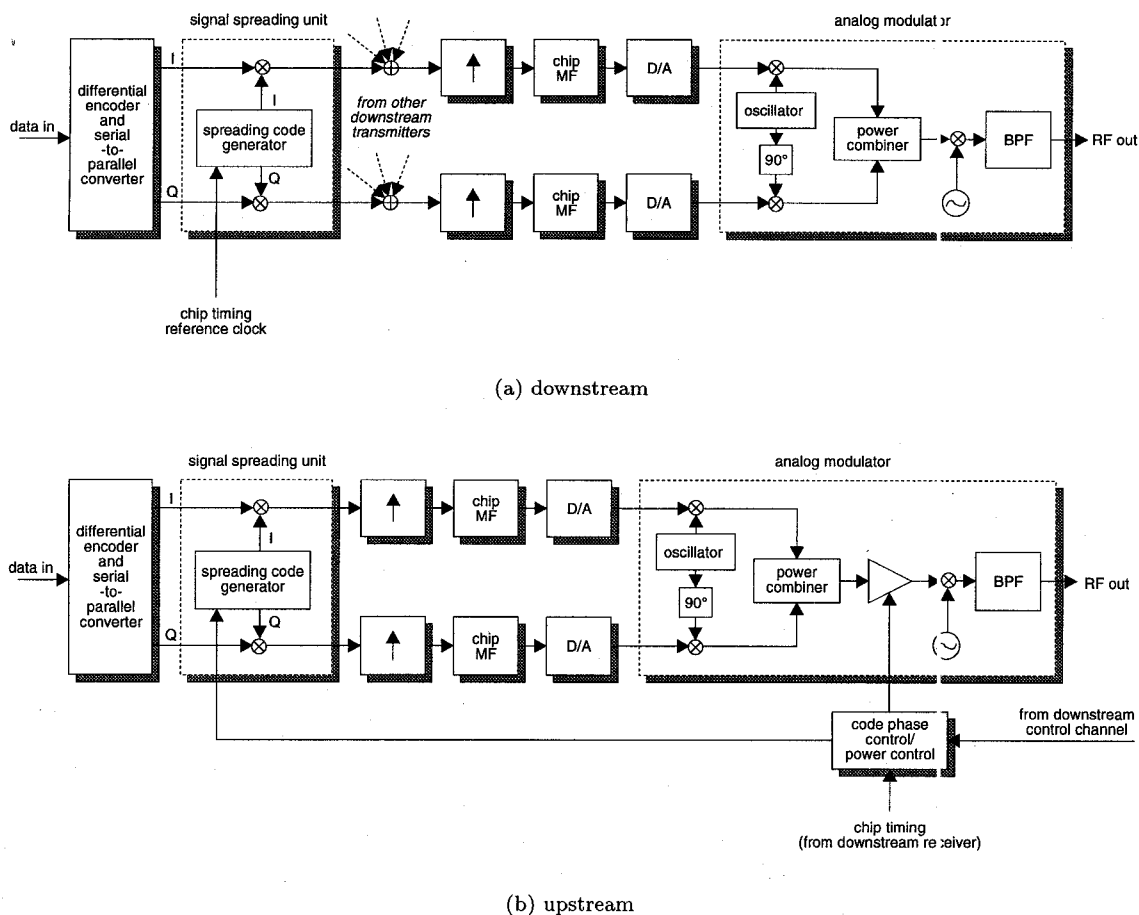 signal spreading unit
analog modulator
differential
encoder
and
serial
-to-
parallel
converter
data in
I
Q
I
spreading code
generator
Q
from other
downstream
transmitters
chip
MF
D/A
chip
MF
D/A
oscillator
90°
power
combiner
BPF
RF out
chip timing
reference clock
(a) downstream
signal spreading unit
analog modulator
differential
encoder
and
serial
-to-
parallel
converter
data in
I
Q
I
spreading code
generator
Q
chip
MF
D/A
chip
MF
D/A
oscillator
90°
power
combiner
BPF
RF out
code phase
control/
power control
from downstream
control channel
chip timing
(from downstream receiver)
(b) upstream